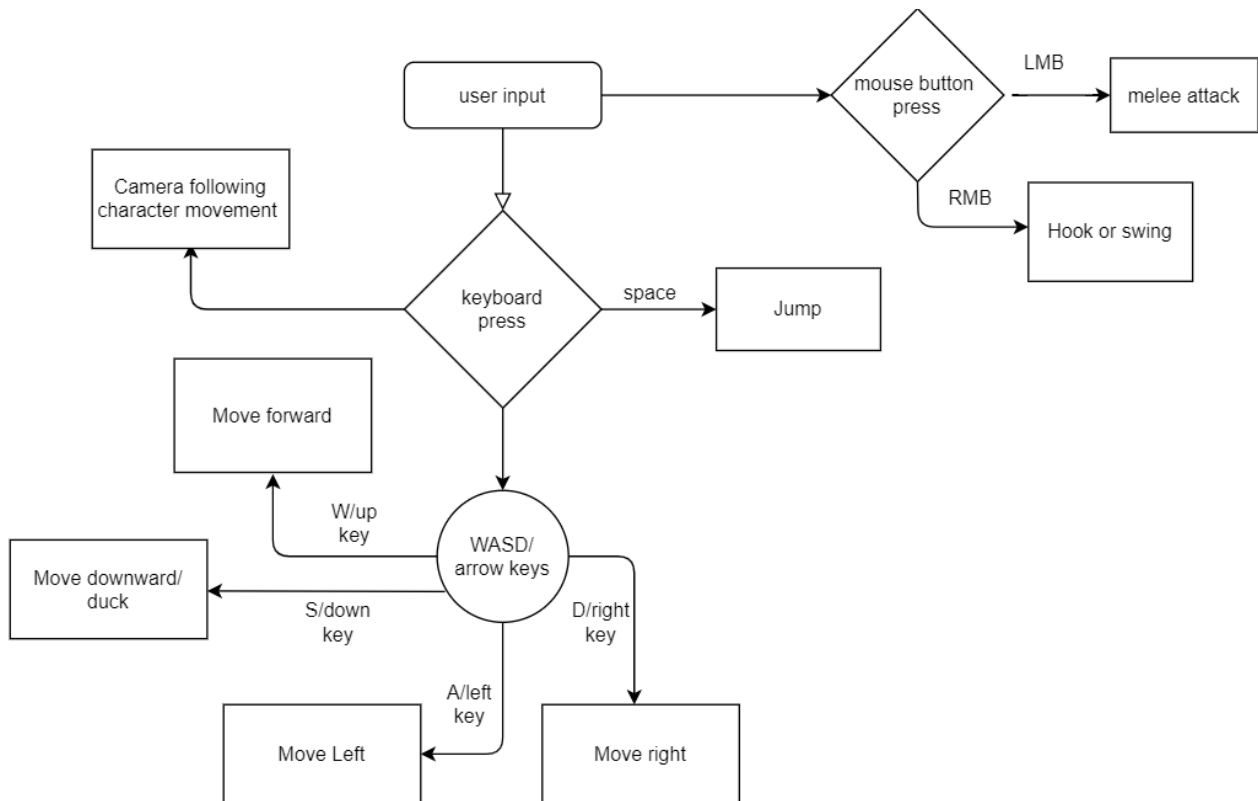 user input
mouse button
press
LMB
melee attack
RMB
Hook or swing
Camera following
character movement
keyboard
press
space
Jump
Move forward
W/up
key
WASD/
arrow keys
Move downward/
duck
S/down
key
D/right
key
A/left
key
Move Left
Move right